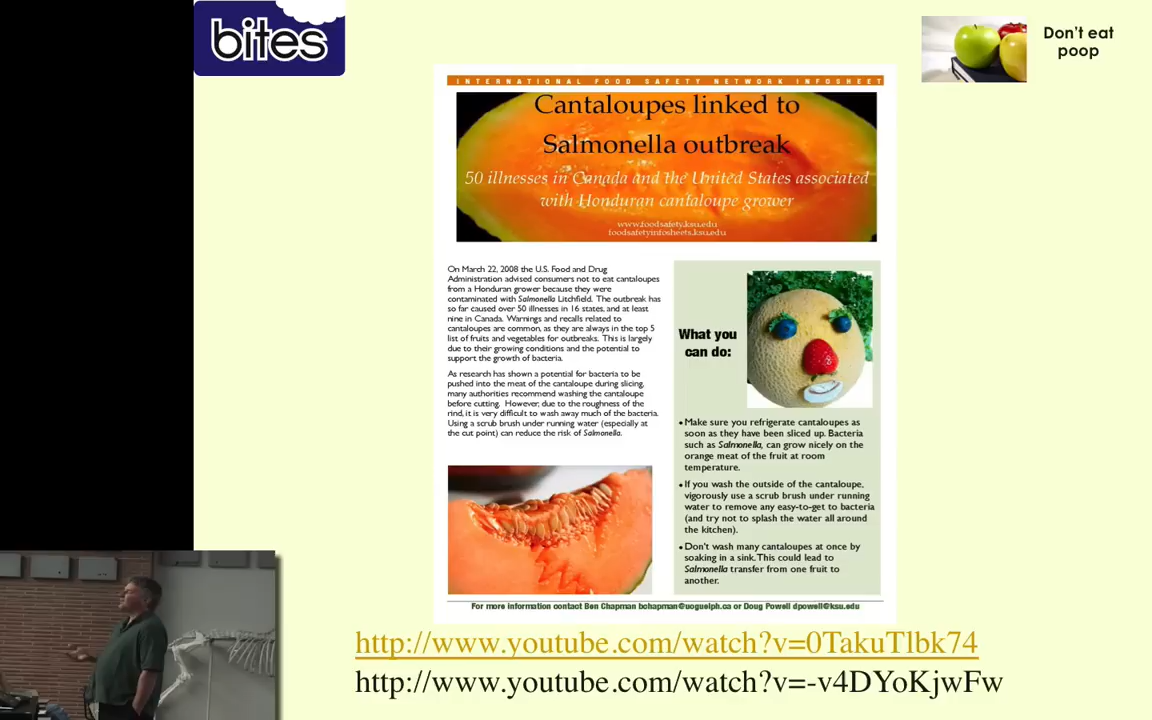 bites
Don't eat
poop
INTERNATIONAL FOOD SAFETY NETWORK INFOSHEET
Cantaloupes linked to
Salmonella outbreak
50 illnesses in Canada and the United States associated
with Honduran cantaloupe grower
www.foodsafety.ksu.edu
foodsafetyinfosheets.ksu.edu
On March 22, 2008 the U.S. Food and Drug
Administration advised consumers not to eat cantaloupes
from a Honduran grower because they were
contaminated with Salmonella Litchfield. The outbreak has
so far caused over 50 illnesses in 16 states, and at least
nine in Canada. Warnings and recalls related to
cantaloupes are common, as they are always in the top 5
list of fruits and vegetables for outbreaks. This is largely
due to their growing conditions and the potential to
support the growth of bacteria.
As research has shown a potential for bacteria to be
pushed into the meat of the cantaloupe during slicing,
many authorities recommend washing the cantaloupe
before cutting. However, due to the roughness of the
rind, it is very difficult to wash away much of the bacteria.
Using a scrub brush under running water (especially at
the cut point) can reduce the risk of Salmonella.
What you
can do:
• Make sure you refrigerate cantaloupes as
soon as they have been sliced up. Bacteria
such as Salmonella, can grow nicely on the
orange meat of the fruit at room
temperature.
• If you wash the outside of the cantaloupe,
vigorously use a scrub brush under running
water to remove any easy-to-get to bacteria
(and try not to splash the water all around
the kitchen).
• Don't wash many cantaloupes at once by
soaking in a sink. This could lead to
Salmonella transfer from one fruit to
another.
For more information contact Ben Chapman bchapman@uoguelph.ca or Doug Powell dpowell@ksu.edu
http://www.youtube.com/watch?v=0TakuTlbk74
http://www.youtube.com/watch?v=-v4DYoKjwFw